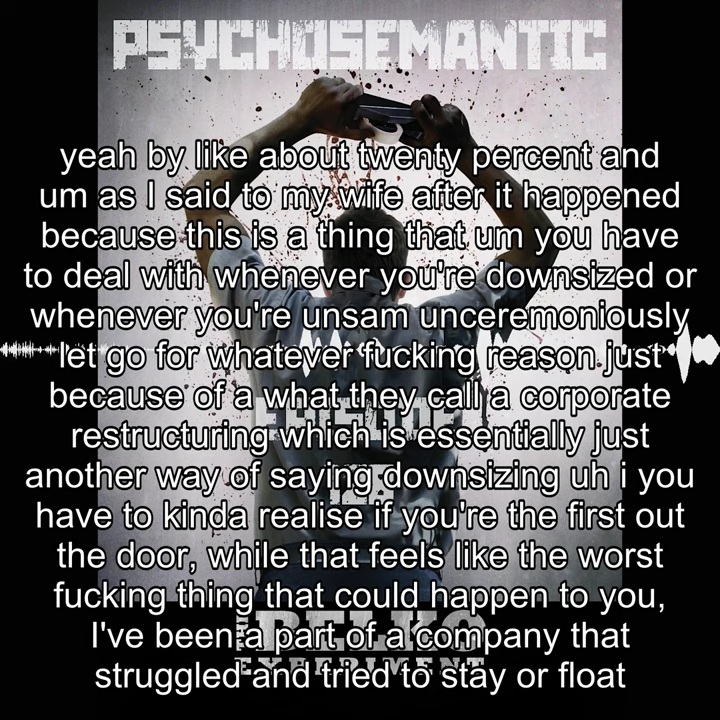 PSYCHOSEMANTIC
yeah by like about twenty percent and
um as I said to my wife after it happened
because this is a thing that um you have
to deal with whenever you're downsized or
whenever you're unsam unceremoniously
let go for whatever fucking reason just
because of a what they call a corporate
restructuring which is essentially just
another way of saying downsizing uh i you
have to kinda realise if you're the first out
the door, while that feels like the worst
fucking thing that could happen to you,
I've been a part of a company that
struggled and tried to stay or float
EPISODE
THE BELKO
EXPERIMENT